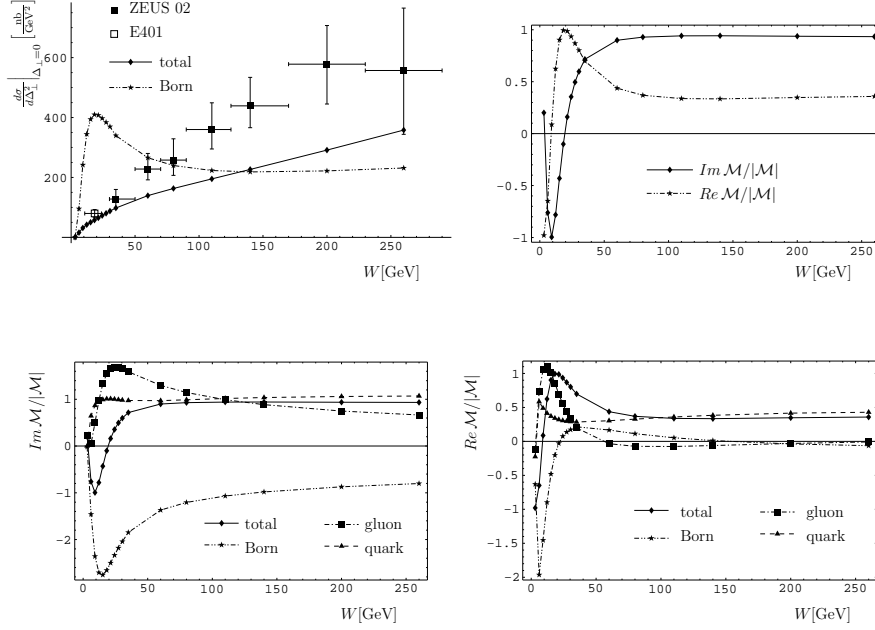 dσ/dΔ⊥²|Δ⊥=0 [nb/GeV²]
ZEUS 02
E401
total
Born
600
400
200
50 100 150 200 250
W[GeV]
1
0.5
0
-0.5
-1
Im M/|M|
Re M/|M|
0 50 100 150 200 250
W[GeV]
Im M/|M|
1
0
-1
-2
total
Born
gluon
quark
0 50 100 150 200 250
W[GeV]
Re M/|M|
1
0.5
0
-0.5
-1
-1.5
-2
total
Born
gluon
quark
0 50 100 150 200 250
W[GeV]